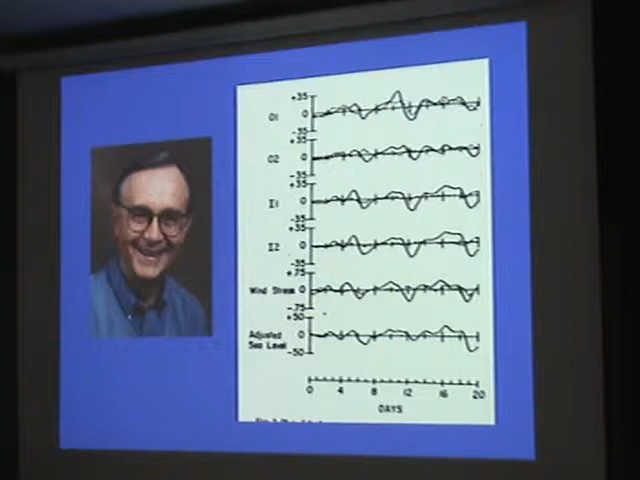 +35
O1 0
-35
+35
O2 0
-35
+35
I1 0
-35
+35
I2 0
-35
+.75
Wind Stress 0
-.75
+50
Adjusted 0
Sea Level -50
0 4 8 12 16 20
DAYS